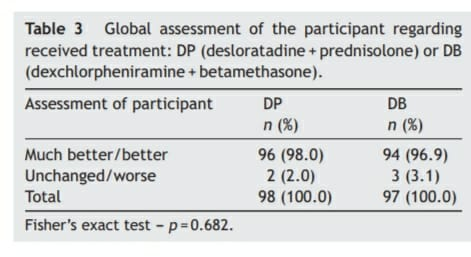 Table 3 Global assessment of the participant regarding
received treatment: DP (desloratadine + prednisolone) or DB
(dexchlorpheniramine + betamethasone).
Assessment of participant DP DB
n (%) n (%)
Much better/better 96 (98.0) 94 (96.9)
Unchanged/worse 2 (2.0) 3 (3.1)
Total 98 (100.0) 97 (100.0)
Fisher's exact test – p = 0.682.